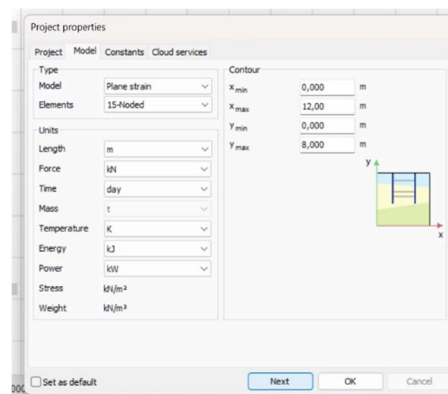 Project properties
Project Model Constants Cloud services
Type
Model Plane strain
Elements 15-Noded
Units
Length m
Force kN
Time day
Mass t
Temperature K
Energy kJ
Power kW
Stress kN/m²
Weight kN/m³
Contour
x min 0,000 m
x max 12,00 m
y min 0,000 m
y max 8,000 m
y
x
Set as default
Next OK Cancel